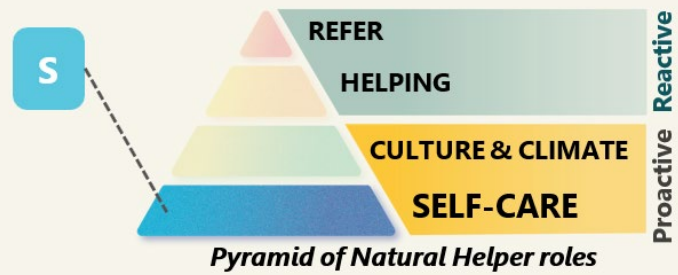 S
REFER
HELPING
Reactive
CULTURE & CLIMATE
SELF-CARE
Proactive
Pyramid of Natural Helper roles